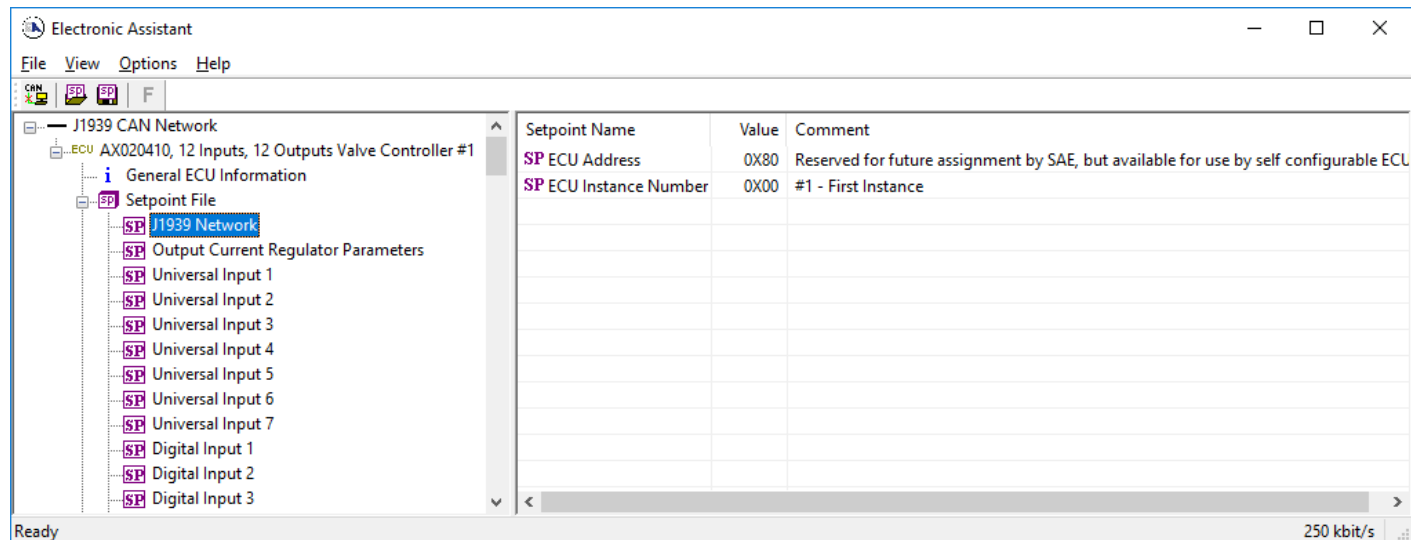 Electronic Assistant
File View Options Help
CAN SP SP F
J1939 CAN Network
ECU AX020410, 12 Inputs, 12 Outputs Valve Controller #1
i General ECU Information
SP Setpoint File
SP J1939 Network
SP Output Current Regulator Parameters
SP Universal Input 1
SP Universal Input 2
SP Universal Input 3
SP Universal Input 4
SP Universal Input 5
SP Universal Input 6
SP Universal Input 7
SP Digital Input 1
SP Digital Input 2
SP Digital Input 3
Setpoint Name Value Comment
SP ECU Address 0X80 Reserved for future assignment by SAE, but available for use by self configurable ECU
SP ECU Instance Number 0X00 #1 - First Instance
Ready 250 kbit/s